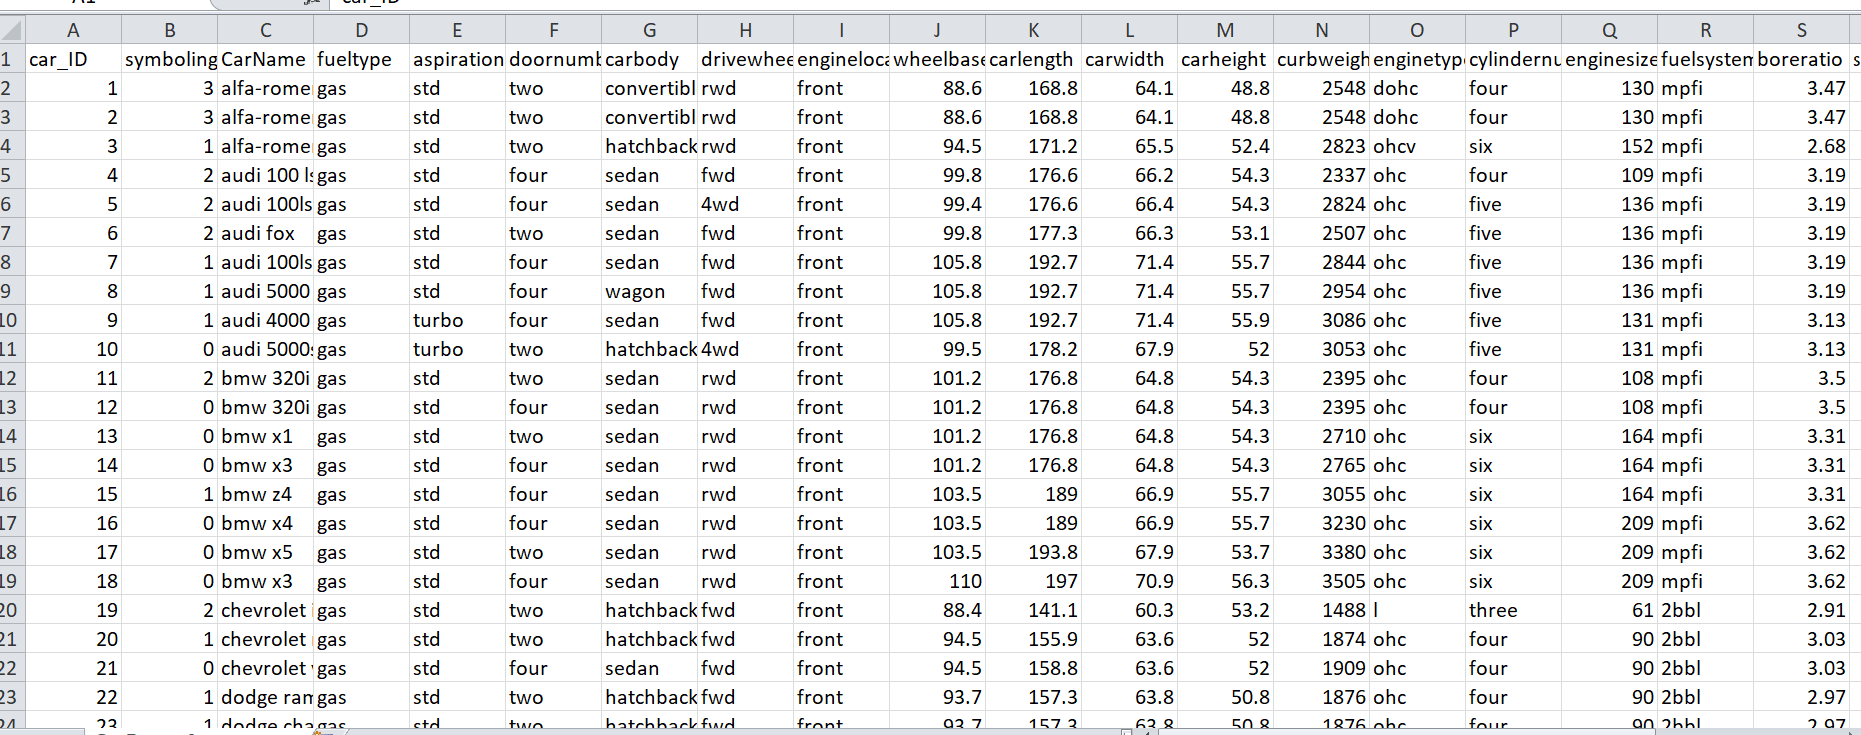 A B C D E F G H I J K L M N O P Q R S
1 car_ID symboling CarName fueltype aspiration doornumb carbody drivewhee engineloca wheelbase carlength carwidth carheight curbweigh enginetype cylindernu enginesize fuelsystem boreratio s
2 1 3 alfa-rome gas std two convertibl rwd front 88.6 168.8 64.1 48.8 2548 dohc four 130 mpfi 3.47
3 2 3 alfa-rome gas std two convertibl rwd front 88.6 168.8 64.1 48.8 2548 dohc four 130 mpfi 3.47
4 3 1 alfa-rome gas std two hatchback rwd front 94.5 171.2 65.5 52.4 2823 ohcv six 152 mpfi 2.68
5 4 2 audi 100 ls gas std four sedan fwd front 99.8 176.6 66.2 54.3 2337 ohc four 109 mpfi 3.19
6 5 2 audi 100ls gas std four sedan 4wd front 99.4 176.6 66.4 54.3 2824 ohc five 136 mpfi 3.19
7 6 2 audi fox gas std two sedan fwd front 99.8 177.3 66.3 53.1 2507 ohc five 136 mpfi 3.19
8 7 1 audi 100ls gas std four sedan fwd front 105.8 192.7 71.4 55.7 2844 ohc five 136 mpfi 3.19
9 8 1 audi 5000 gas std four wagon fwd front 105.8 192.7 71.4 55.7 2954 ohc five 136 mpfi 3.19
10 9 1 audi 4000 gas turbo four sedan fwd front 105.8 192.7 71.4 55.9 3086 ohc five 131 mpfi 3.13
11 10 0 audi 5000s gas turbo two hatchback 4wd front 99.5 178.2 67.9 52 3053 ohc five 131 mpfi 3.13
12 11 2 bmw 320i gas std two sedan rwd front 101.2 176.8 64.8 54.3 2395 ohc four 108 mpfi 3.5
13 12 0 bmw 320i gas std four sedan rwd front 101.2 176.8 64.8 54.3 2395 ohc four 108 mpfi 3.5
14 13 0 bmw x1 gas std two sedan rwd front 101.2 176.8 64.8 54.3 2710 ohc six 164 mpfi 3.31
15 14 0 bmw x3 gas std four sedan rwd front 101.2 176.8 64.8 54.3 2765 ohc six 164 mpfi 3.31
16 15 1 bmw z4 gas std four sedan rwd front 103.5 189 66.9 55.7 3055 ohc six 164 mpfi 3.31
17 16 0 bmw x4 gas std four sedan rwd front 103.5 189 66.9 55.7 3230 ohc six 209 mpfi 3.62
18 17 0 bmw x5 gas std two sedan rwd front 103.5 193.8 67.9 53.7 3380 ohc six 209 mpfi 3.62
19 18 0 bmw x3 gas std four sedan rwd front 110 197 70.9 56.3 3505 ohc six 209 mpfi 3.62
20 19 2 chevrolet gas std two hatchback fwd front 88.4 141.1 60.3 53.2 1488 l three 61 2bbl 2.91
21 20 1 chevrolet gas std two hatchback fwd front 94.5 155.9 63.6 52 1874 ohc four 90 2bbl 3.03
22 21 0 chevrolet gas std four sedan fwd front 94.5 158.8 63.6 52 1909 ohc four 90 2bbl 3.03
23 22 1 dodge ram gas std two hatchback fwd front 93.7 157.3 63.8 50.8 1876 ohc four 90 2bbl 2.97
24 23 1 dodge cha gas std two hatchback fwd front 93.7 157.3 63.8 50.8 1876 ohc four 90 2bbl 2.97